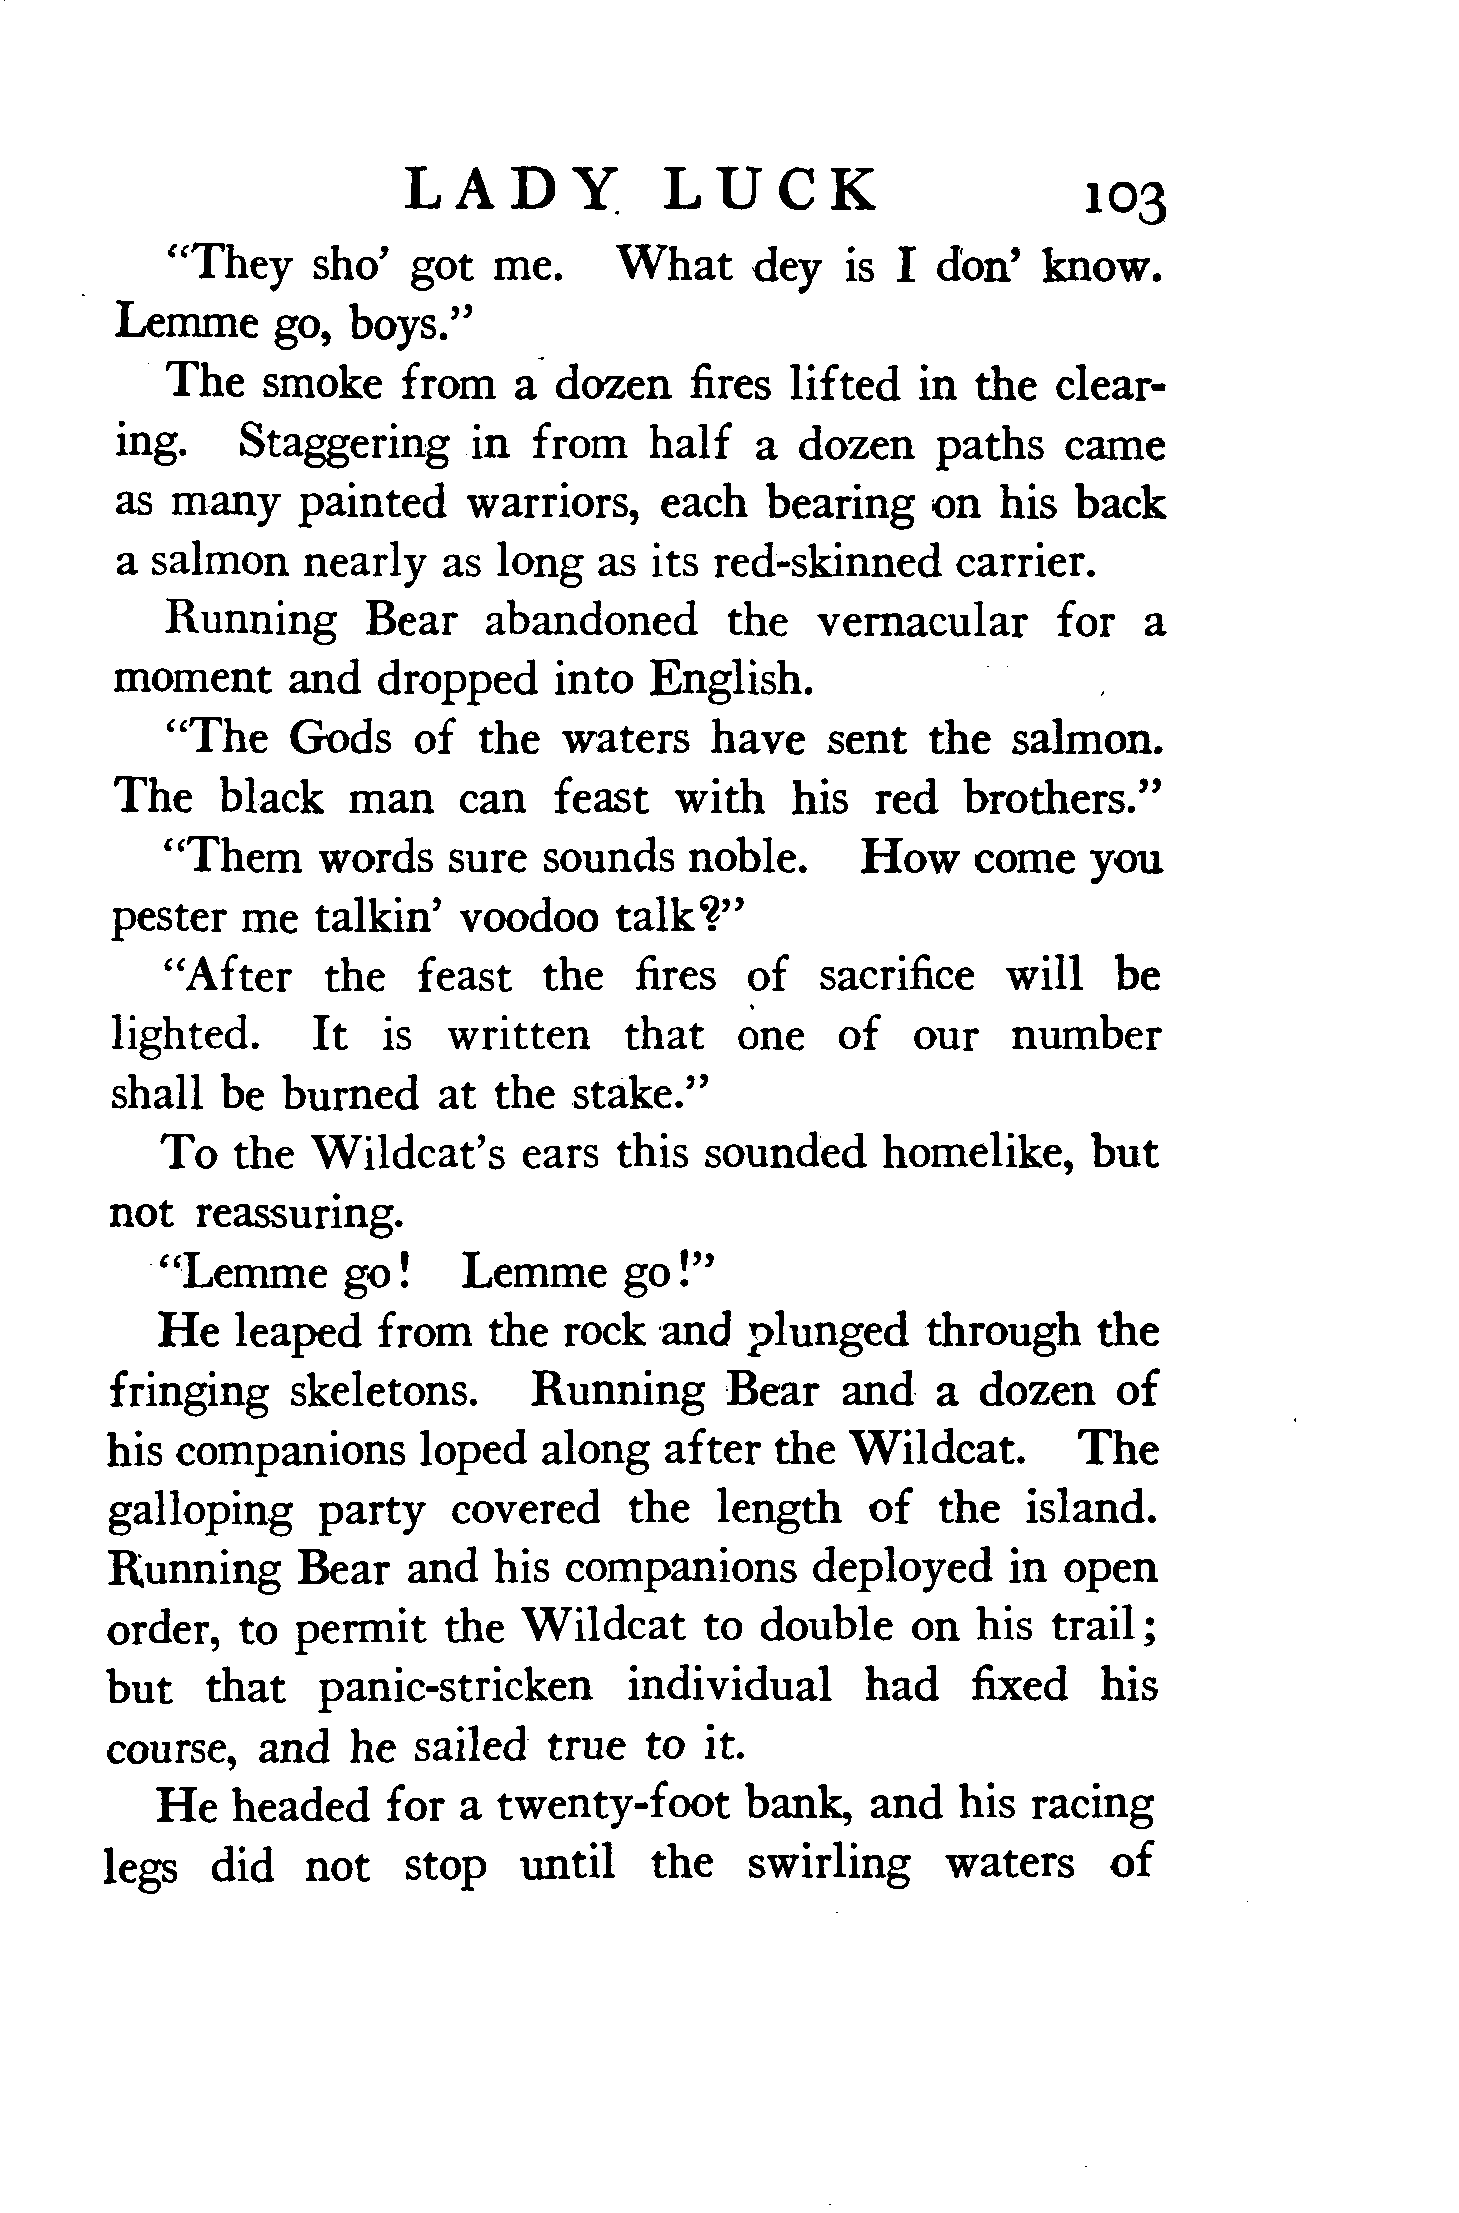 LADY LUCK 103
"They sho' got me. What dey is I don' know.
Lemme go, boys."
The smoke from a dozen fires lifted in the clear-
ing. Staggering in from half a dozen paths came
as many painted warriors, each bearing on his back
a salmon nearly as long as its red-skinned carrier.
Running Bear abandoned the vernacular for a
moment and dropped into English.
"The Gods of the waters have sent the salmon.
The black man can feast with his red brothers."
"Them words sure sounds noble. How come you
pester me talkin' voodoo talk?"
"After the feast the fires of sacrifice will be
lighted. It is written that one of our number
shall be burned at the stake."
To the Wildcat's ears this sounded homelike, but
not reassuring.
"Lemme go! Lemme go!"
He leaped from the rock and plunged through the
fringing skeletons. Running Bear and a dozen of
his companions loped along after the Wildcat. The
galloping party covered the length of the island.
Running Bear and his companions deployed in open
order, to permit the Wildcat to double on his trail;
but that panic-stricken individual had fixed his
course, and he sailed true to it.
He headed for a twenty-foot bank, and his racing
legs did not stop until the swirling waters of